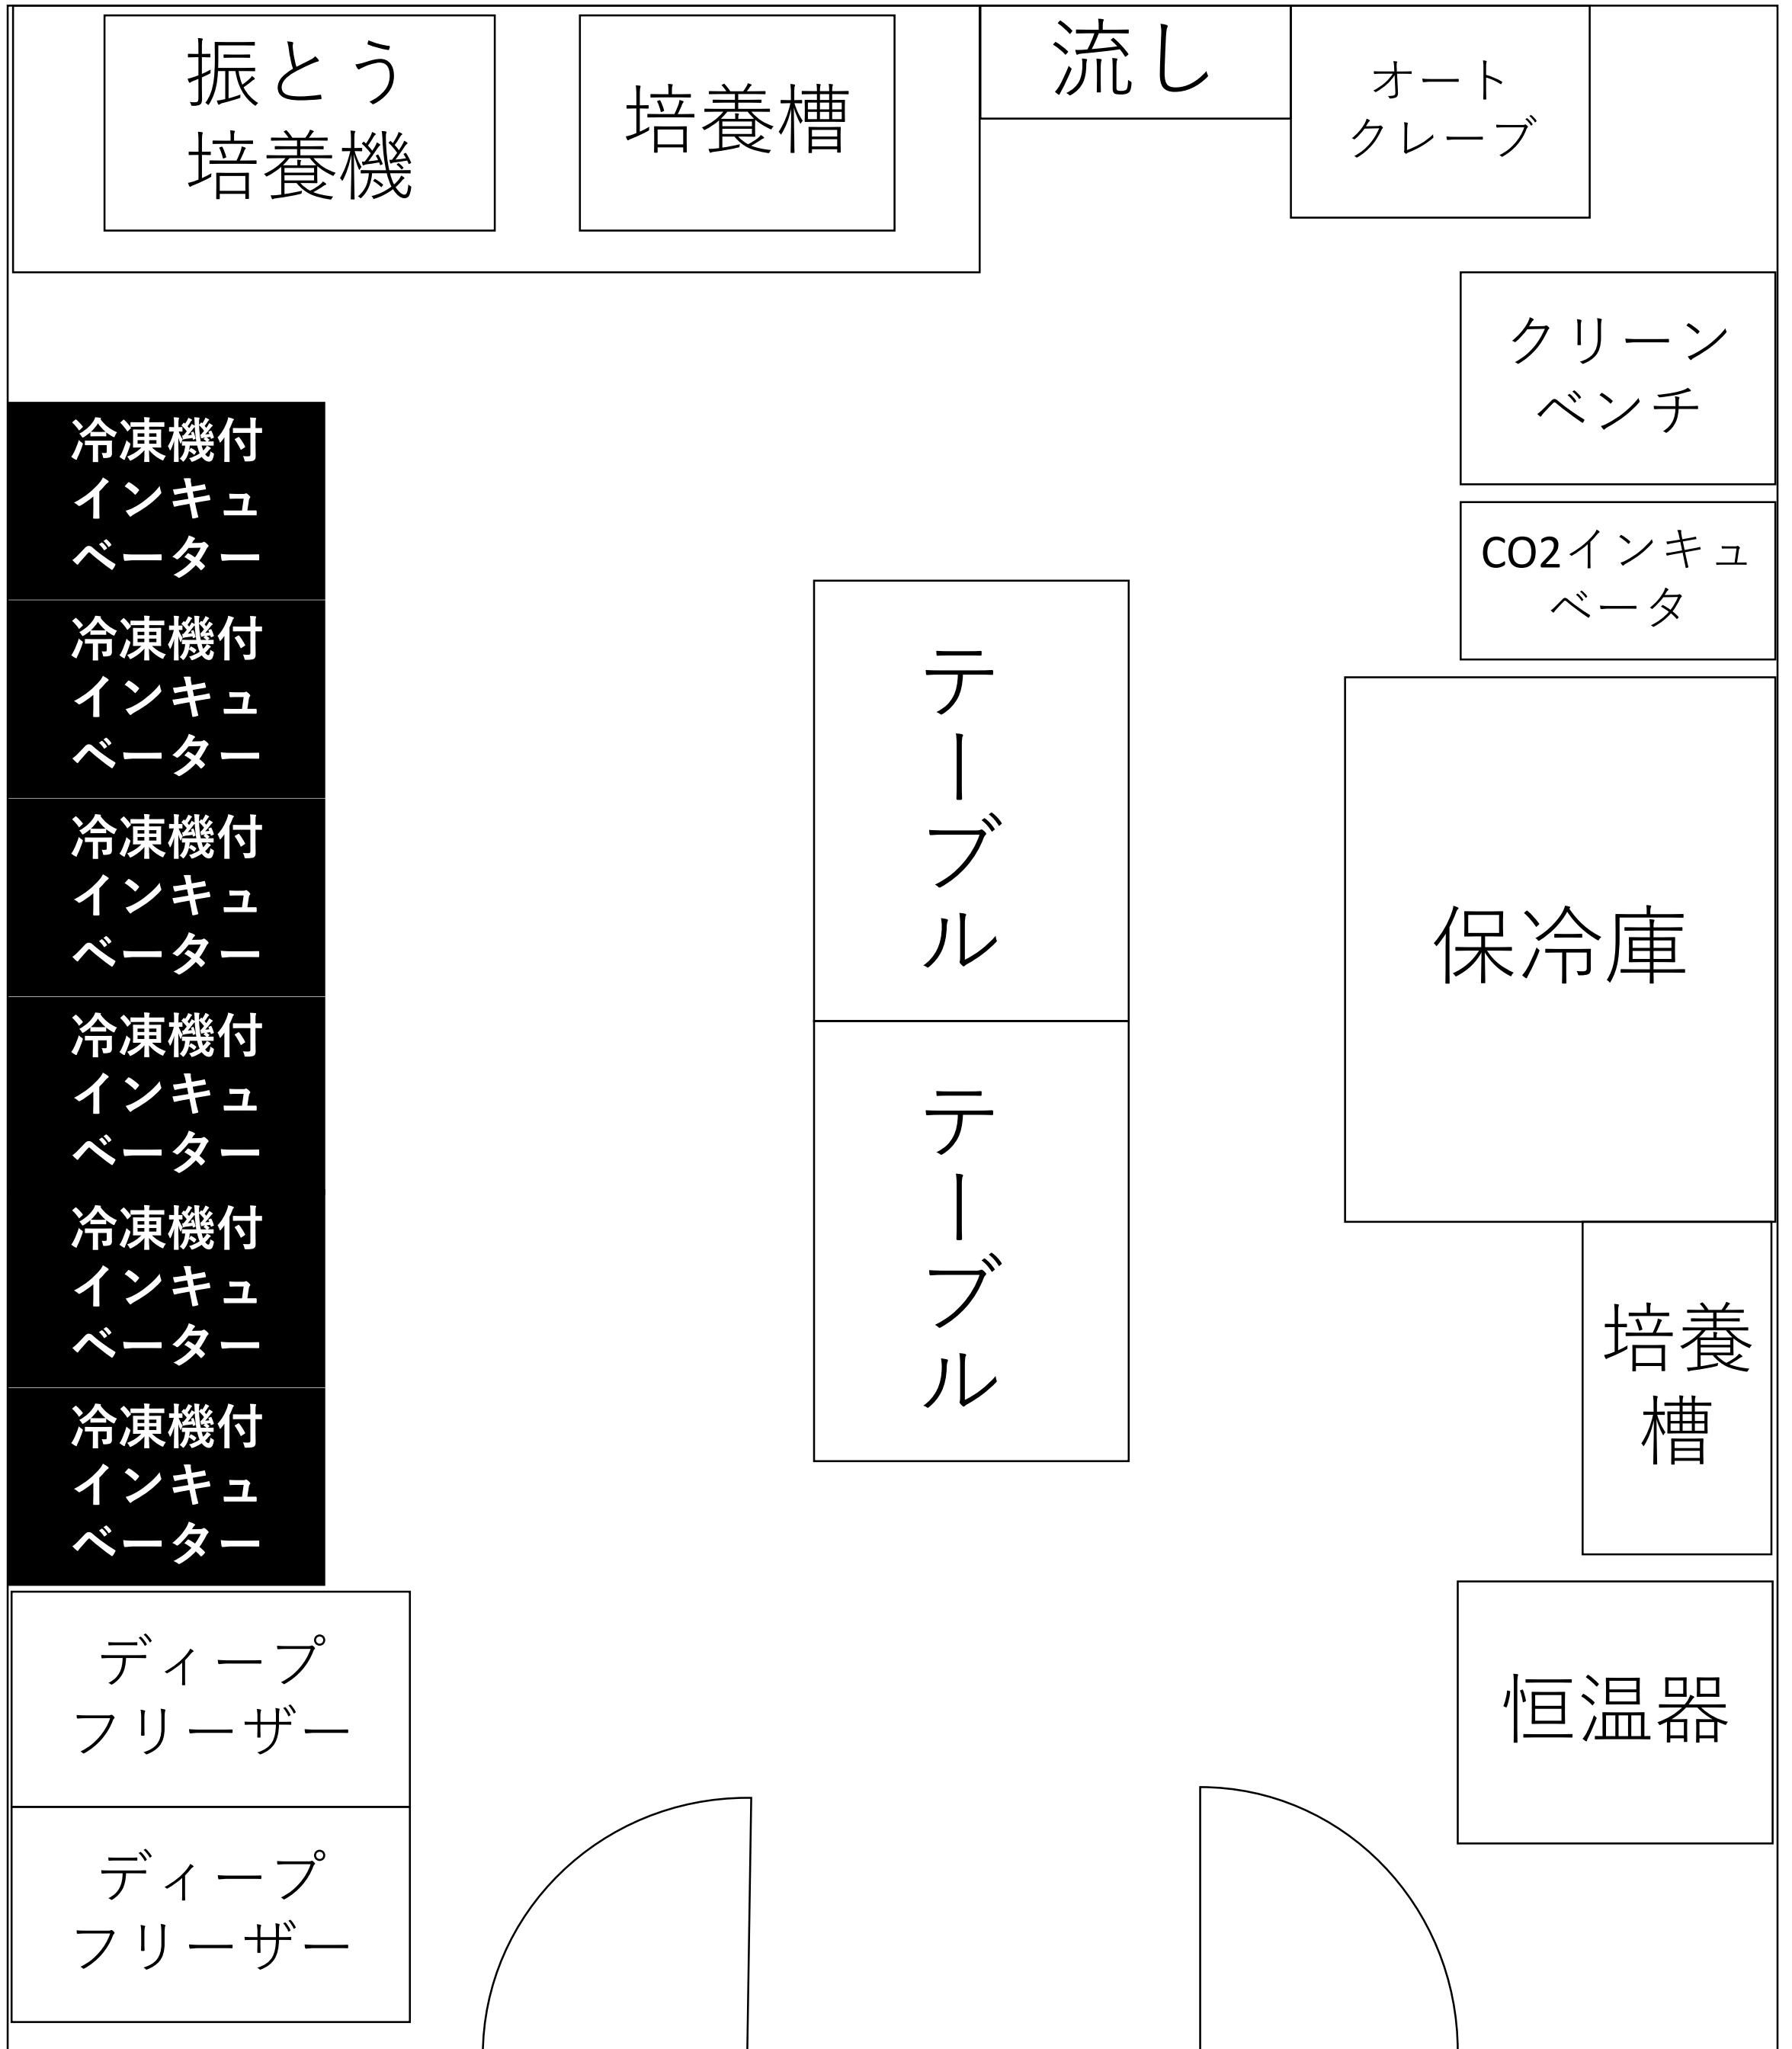 振とう
培養機
培養槽
流し
オート
クレーブ
クリーン
ベンチ
CO2インキュ
ベータ
冷凍機付
インキュ
ベーター
冷凍機付
インキュ
ベーター
冷凍機付
インキュ
ベーター
冷凍機付
インキュ
ベーター
冷凍機付
インキュ
ベーター
冷凍機付
インキュ
ベーター
テーブル
テーブル
保冷庫
培養
槽
恒温器
ディープ
フリーザー
ディープ
フリーザー